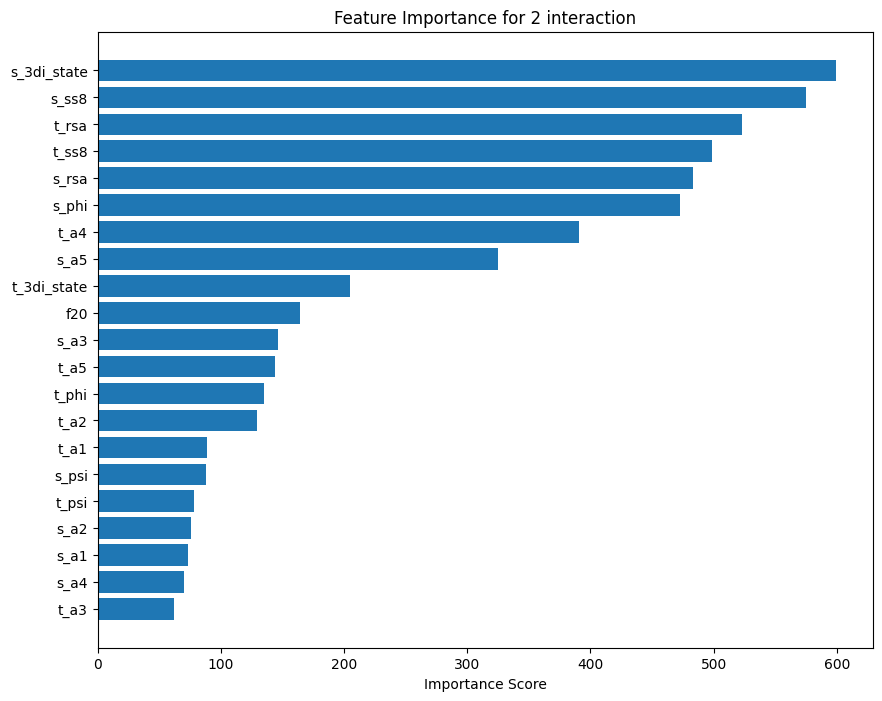 Feature Importance for 2 interaction
s_3di_state
s_ss8
t_rsa
t_ss8
s_rsa
s_phi
t_a4
s_a5
t_3di_state
f20
s_a3
t_a5
t_phi
t_a2
t_a1
s_psi
t_psi
s_a2
s_a1
s_a4
t_a3
0 100 200 300 400 500 600
Importance Score